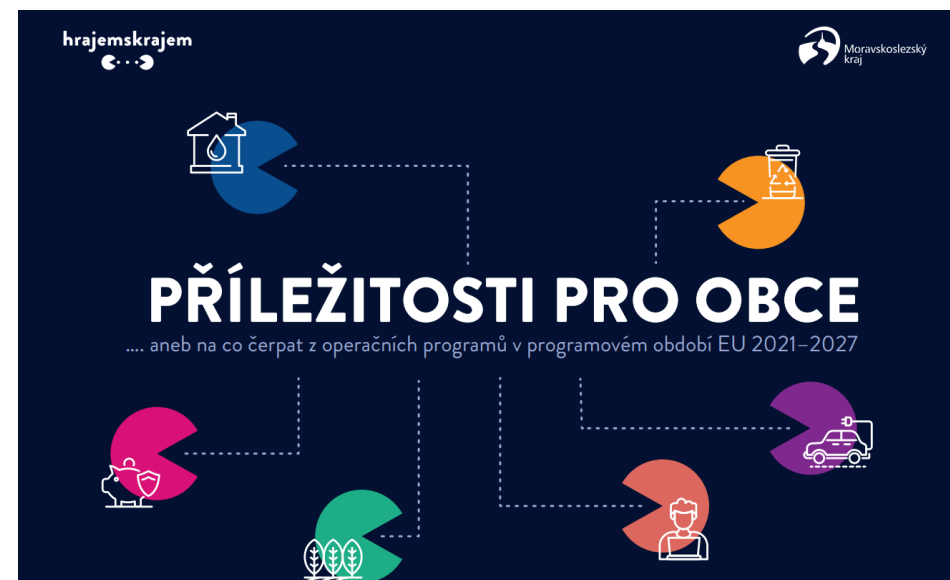 hrajemskrajem
Moravskoslezský
kraj
PŘÍLEŽITOSTI PRO OBCE
.... aneb na co čerpat z operačních programů v programovém období EU 2021–2027